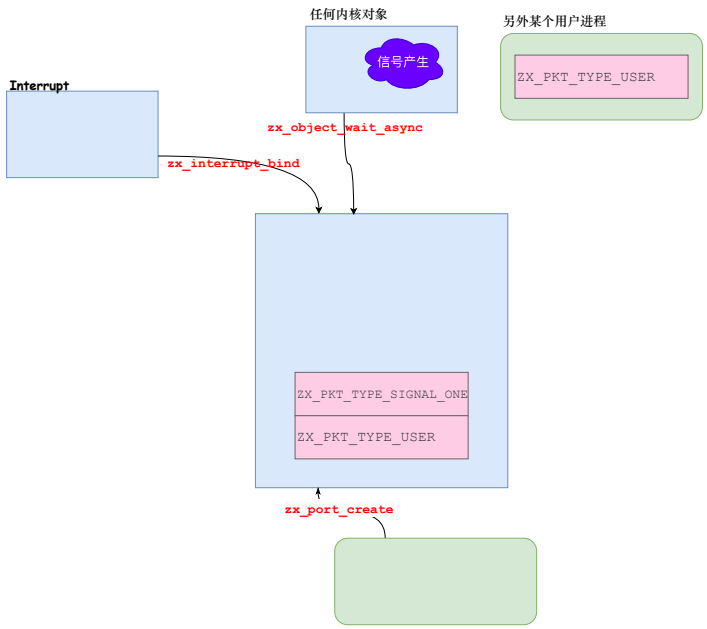 任何内核对象
另外某个用户进程
信号产生
ZX_PKT_TYPE_USER
Interrupt
zx_object_wait_async
zx_interrupt_bind
ZX_PKT_TYPE_SIGNAL_ONE
ZX_PKT_TYPE_USER
zx_port_create